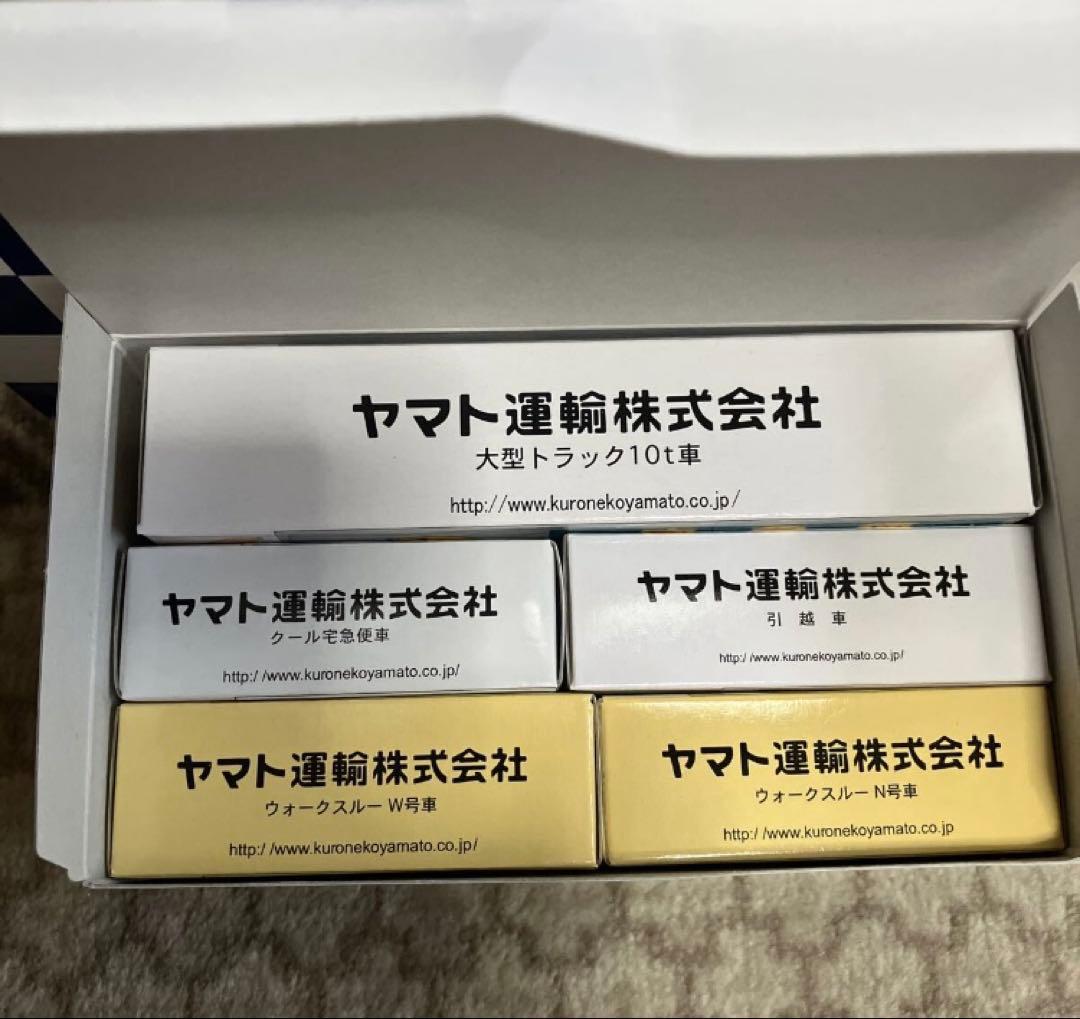 ヤマト運輸株式会社
大型トラック10t車
http://www.kuronekoyamato.co.jp/
ヤマト運輸株式会社
クール宅急便車
http://www.kuronekoyamato.co.jp/
ヤマト運輸株式会社
引越車
http://www.kuronekoyamato.co.jp/
ヤマト運輸株式会社
ウォークスルー W号車
http://www.kuronekoyamato.co.jp/
ヤマト運輸株式会社
ウォークスルー N号車
http://www.kuronekoyamato.co.jp